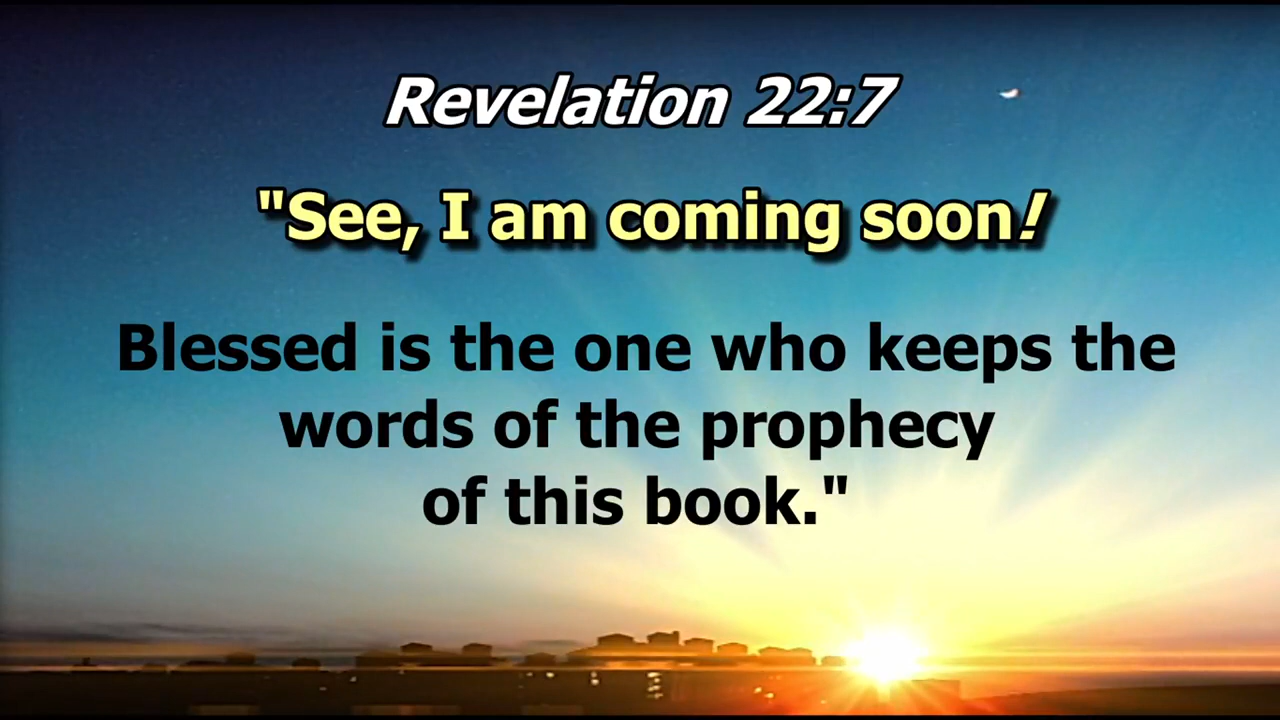 Revelation 22:7
"See, I am coming soon!
Blessed is the one who keeps the
words of the prophecy
of this book."